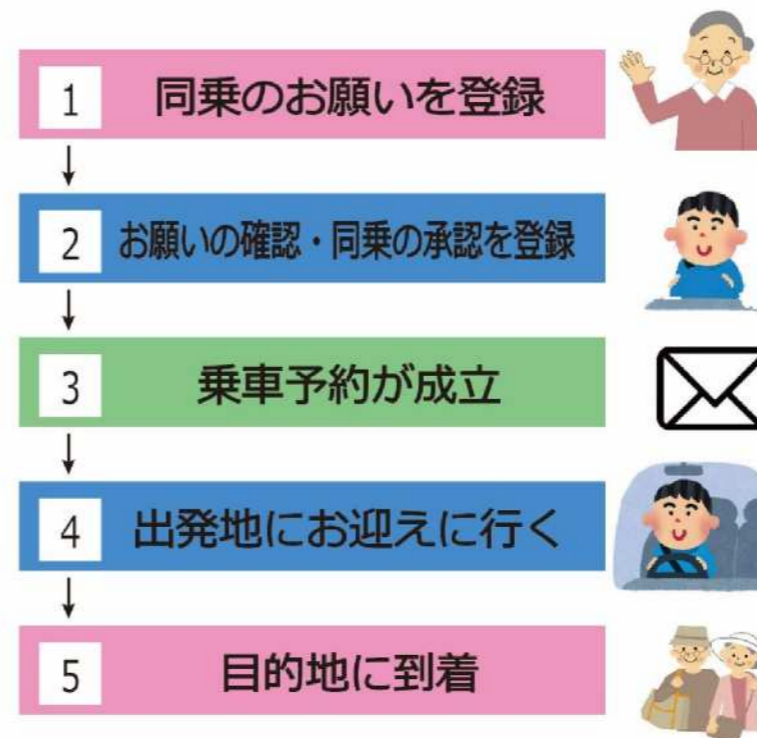 1 同乗のお願いを登録
2 お願いの確認・同乗の承認を登録
3 乗車予約が成立
4 出発地にお迎えに行く
5 目的地に到着